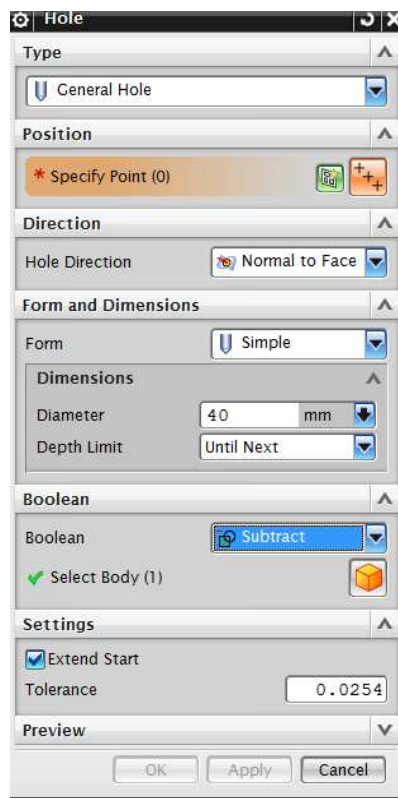 Hole
Type
General Hole
Position
* Specify Point (0)
Direction
Hole Direction Normal to Face
Form and Dimensions
Form Simple
Dimensions
Diameter 40 mm
Depth Limit Until Next
Boolean
Boolean Subtract
Select Body (1)
Settings
Extend Start
Tolerance 0.0254
Preview
OK Apply Cancel